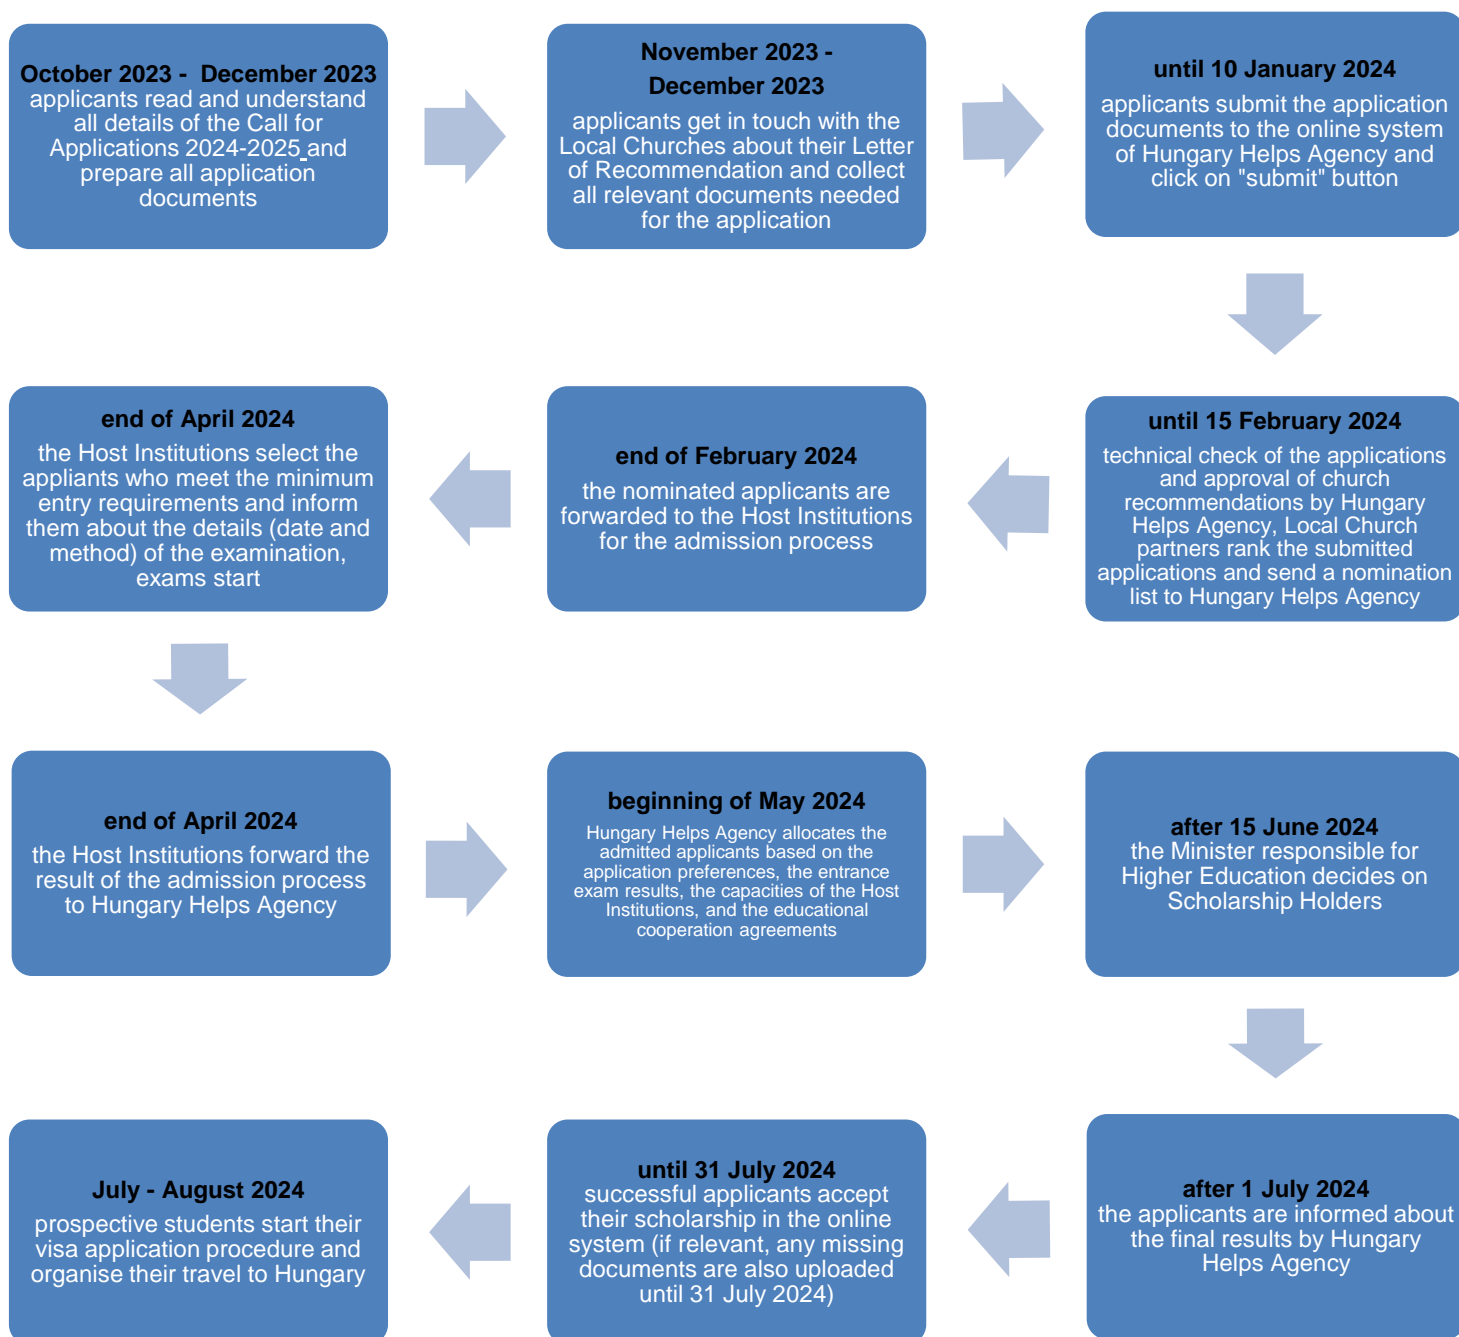 October 2023 - December 2023
applicants read and understand
all details of the Call for
Applications 2024-2025 and
prepare all application
documents
November 2023 -
December 2023
applicants get in touch with the
Local Churches about their Letter
of Recommendation and collect
all relevant documents needed
for the application
until 10 January 2024
applicants submit the application
documents to the online system
of Hungary Helps Agency and
click on "submit" button
until 15 February 2024
technical check of the applications
and approval of church
recommendations by Hungary
Helps Agency, Local Church
partners rank the submitted
applications and send a nomination
list to Hungary Helps Agency
end of February 2024
the nominated applicants are
forwarded to the Host Institutions
for the admission process
end of April 2024
the Host Institutions select the
appliants who meet the minimum
entry requirements and inform
them about the details (date and
method) of the examination,
exams start
end of April 2024
the Host Institutions forward the
result of the admission process
to Hungary Helps Agency
beginning of May 2024
Hungary Helps Agency allocates the
admitted applicants based on the
application preferences, the entrance
exam results, the capacities of the Host
Institutions, and the educational
cooperation agreements
after 15 June 2024
the Minister responsible for
Higher Education decides on
Scholarship Holders
after 1 July 2024
the applicants are informed about
the final results by Hungary
Helps Agency
until 31 July 2024
successful applicants accept
their scholarship in the online
system (if relevant, any missing
documents are also uploaded
until 31 July 2024)
July - August 2024
prospective students start their
visa application procedure and
organise their travel to Hungary